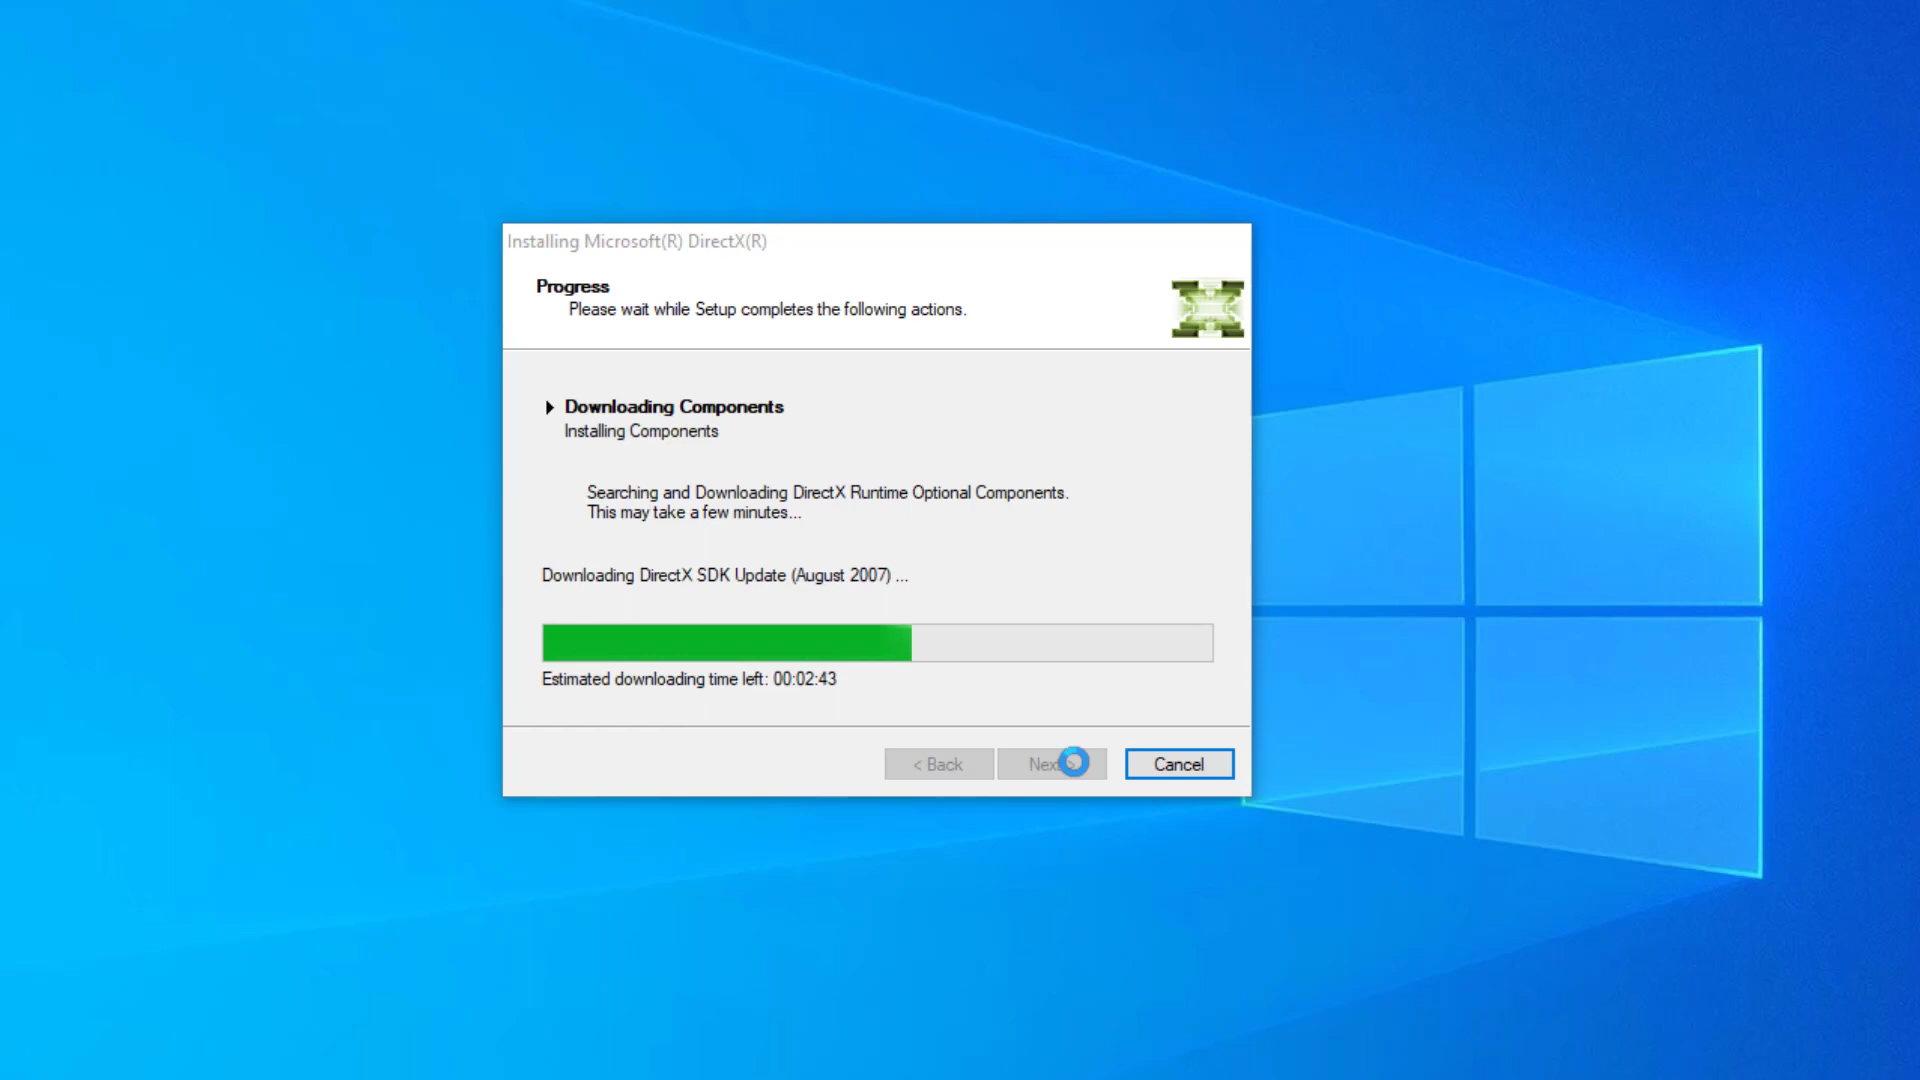 Installing Microsoft(R) DirectX(R)
Progress
Please wait while Setup completes the following actions.
Downloading Components
Installing Components
Searching and Downloading DirectX Runtime Optional Components.
This may take a few minutes...
Downloading DirectX SDK Update (August 2007) ...
Estimated downloading time left: 00:02:43
< Back
Next >
Cancel